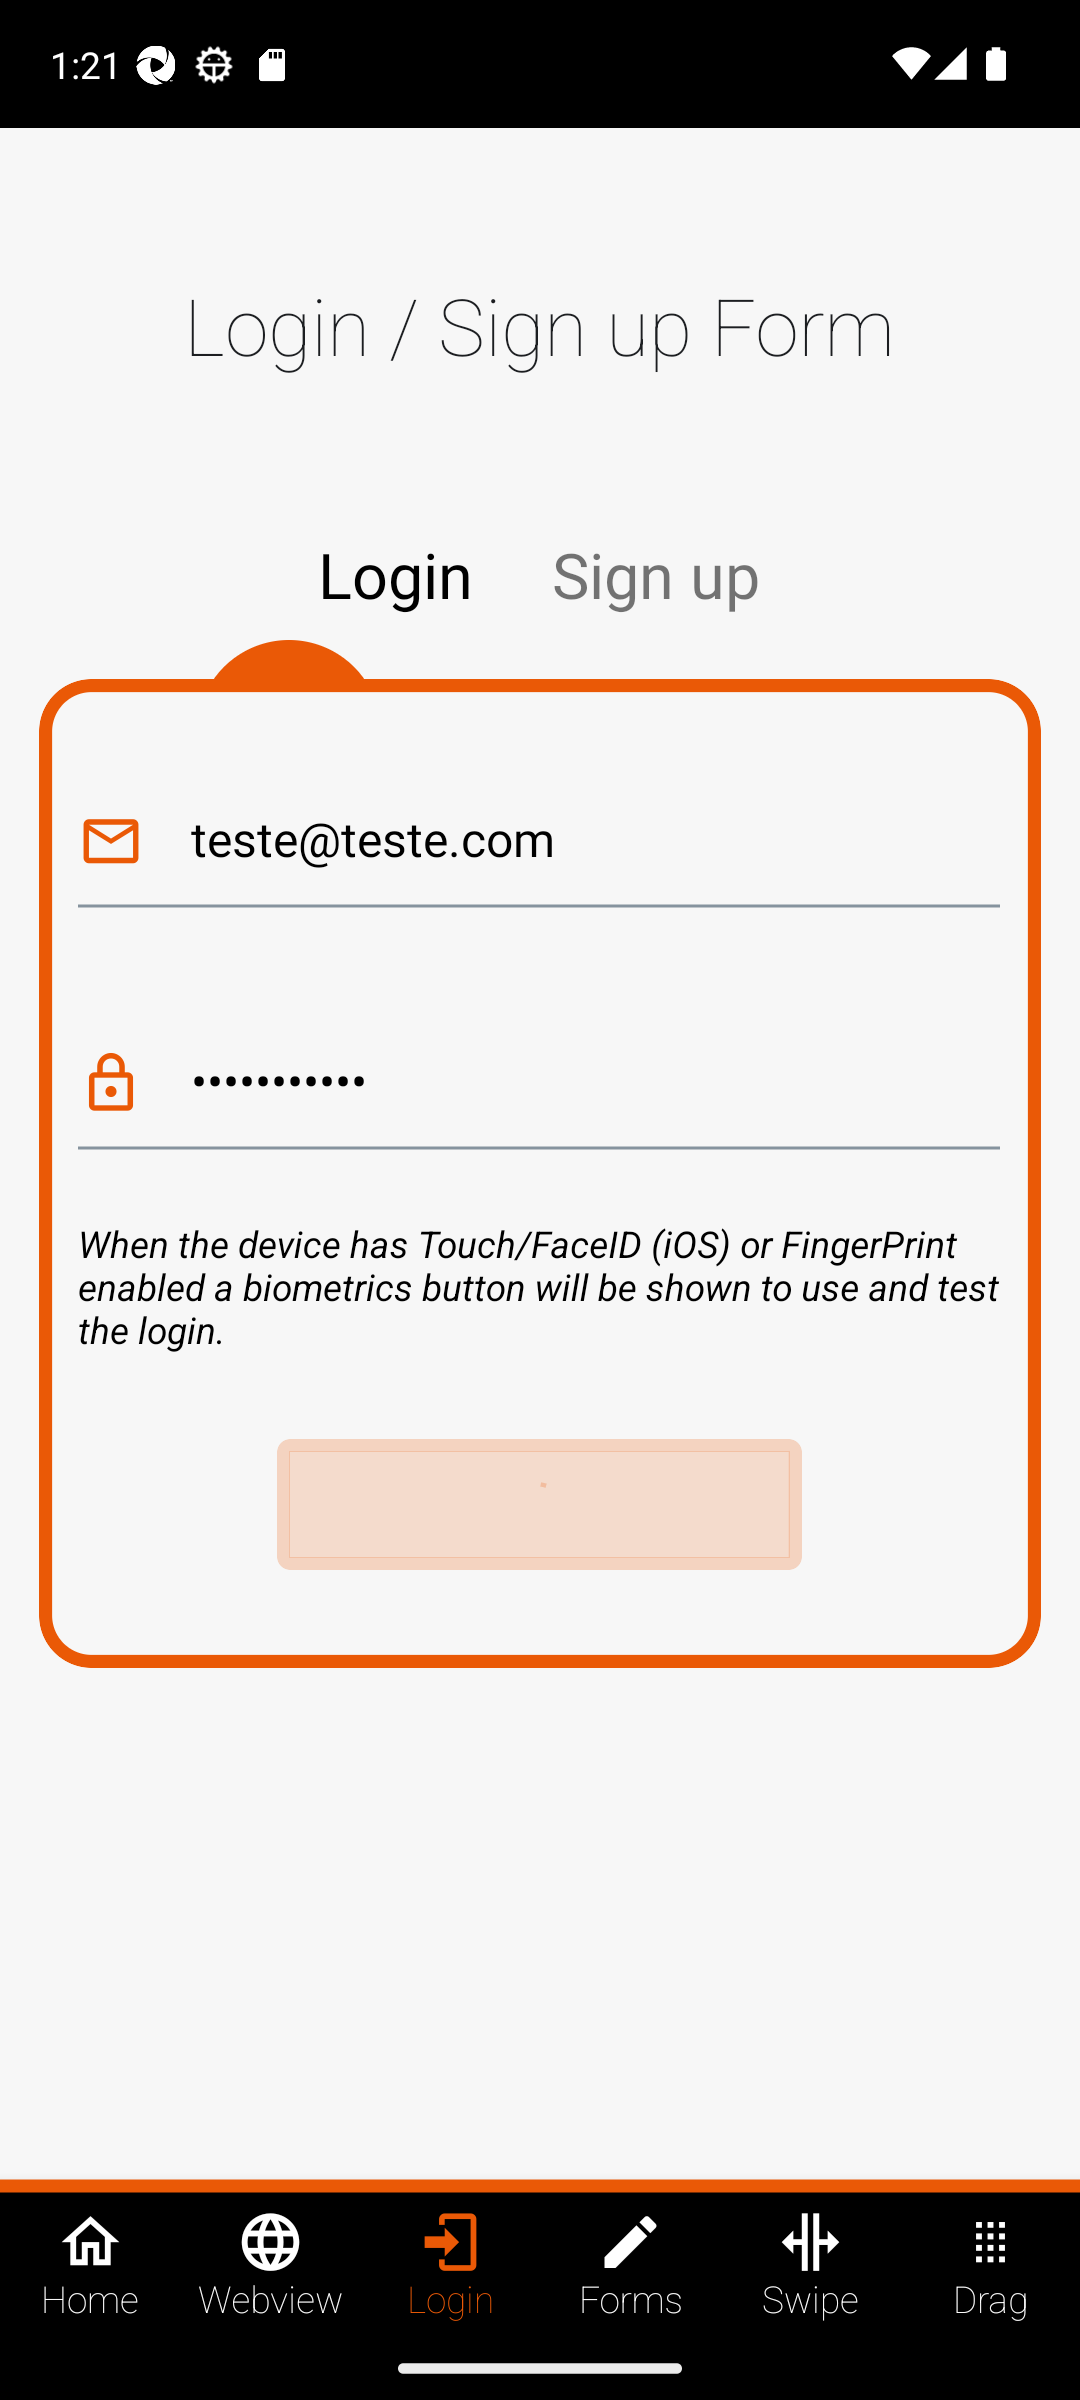 1:21
Login / Sign up Form
Login
Sign up
teste@teste.com
•••••••••••
When the device has Touch/FaceID (iOS) or FingerPrint
enabled a biometrics button will be shown to use and test
the login.
Home
Webview
Login
Forms
Swipe
Drag